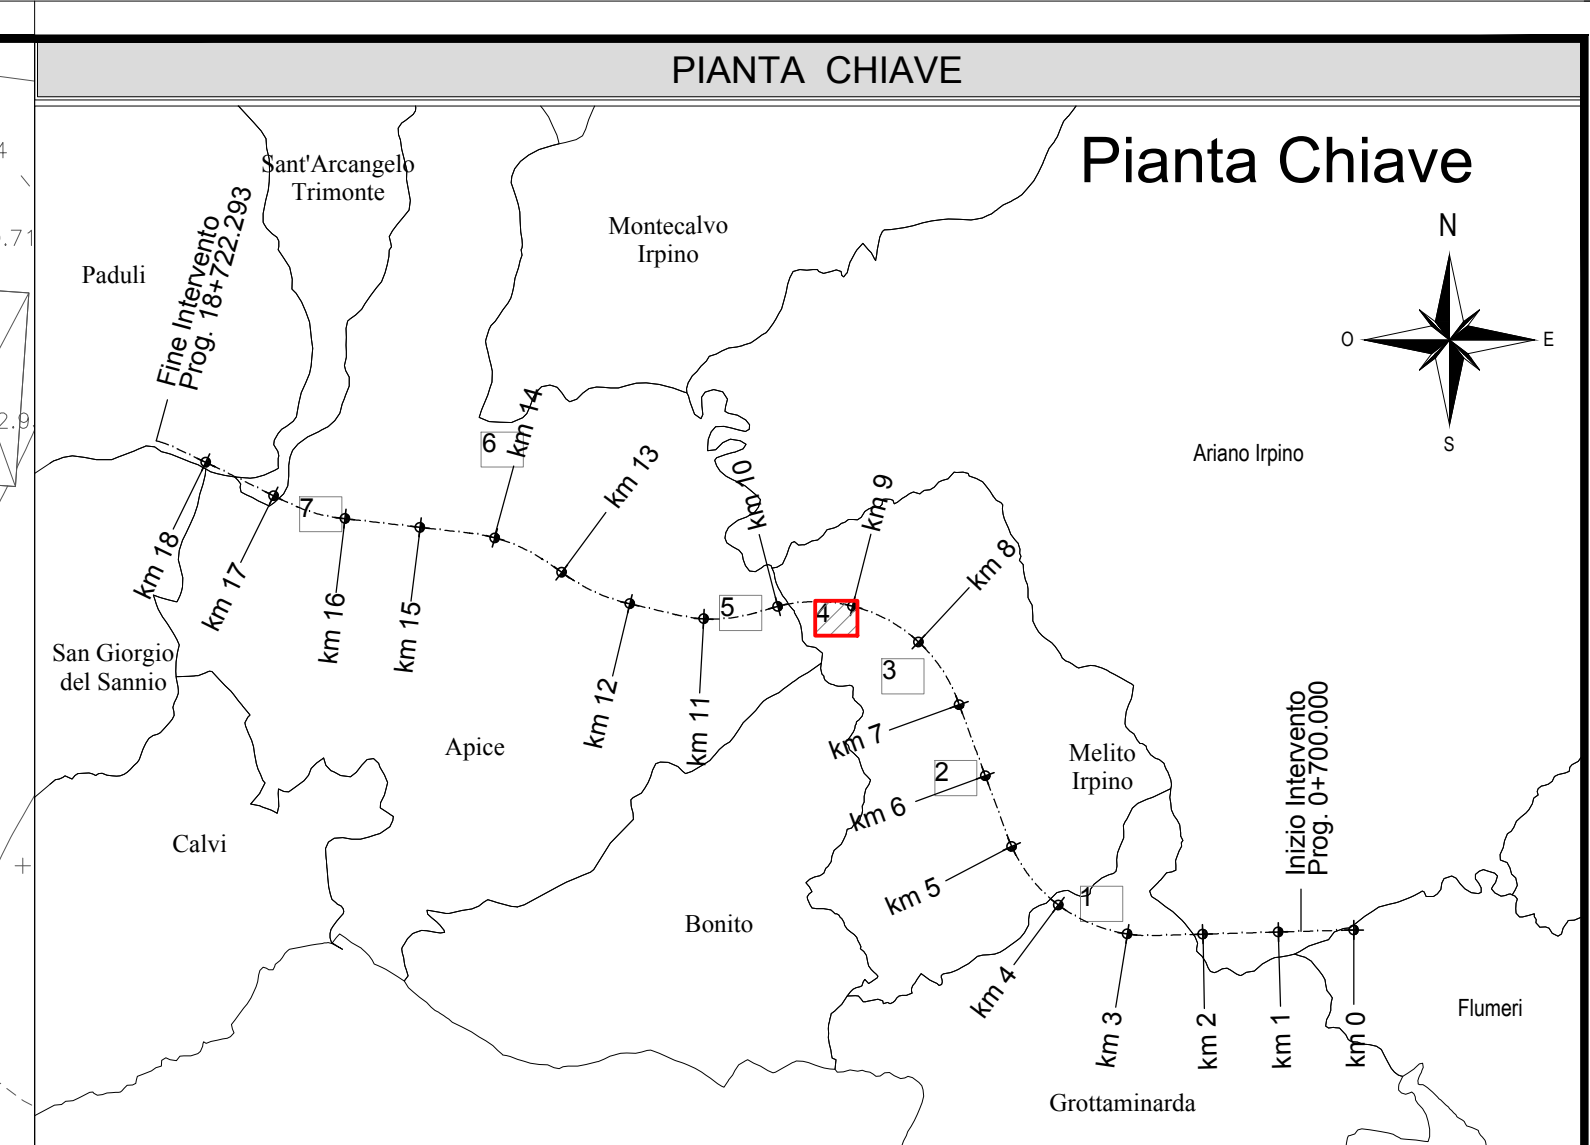 PIANTA CHIAVE
Pianta Chiave
Sant'Arcangelo
Trimonte
Montecalvo
Irpino
Paduli
Fine Intervento
Prog. 18+722.293
N
O
E
S
Ariano Irpino
km 14
6
km 13
km 10
km 9
7
km 8
km 18
km 17
km 16
km 15
5
4
3
San Giorgio
del Sannio
km 12
km 11
km 7
Apice
Melito
Irpino
2
km 6
Inizio Intervento
Prog. 0+700.000
Calvi
km 5
1
Bonito
km 4
km 3
km 2
km 1
km 0
Flumeri
Grottaminarda
4
.71
2.9